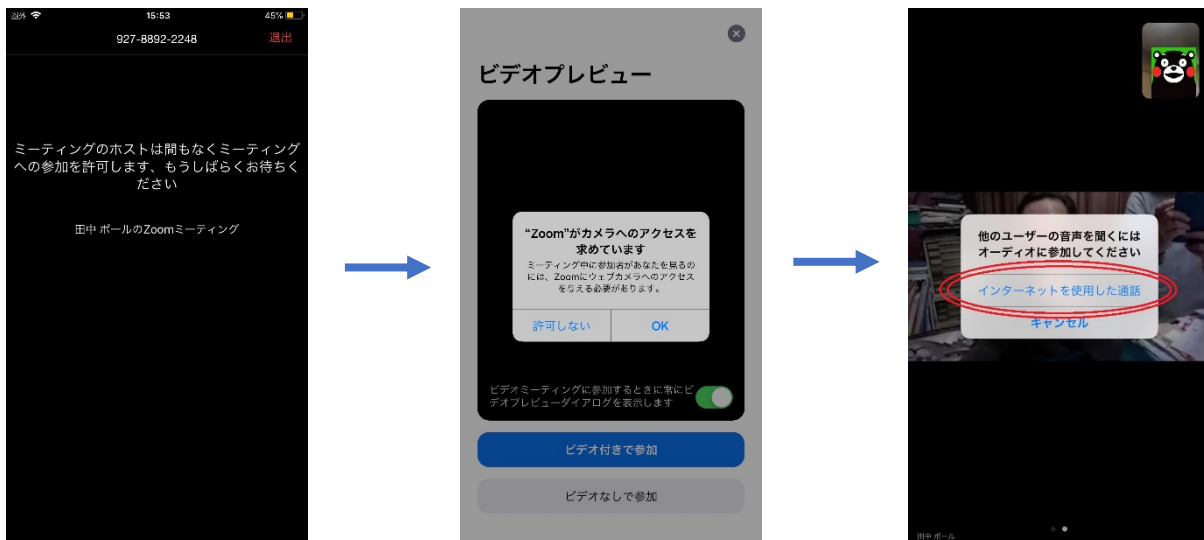 圏外
15:53
45%
927-8892-2248
退出
ミーティングのホストは間もなくミーティング
への参加を許可します、もうしばらくお待ちく
ださい
田中 ポールのZoomミーティング
ビデオプレビュー
“Zoom”がカメラへのアクセスを
求めています
ミーティング中に参加者があなたを見るの
には、Zoomにウェブカメラへのアクセス
を与える必要があります。
許可しない
OK
ビデオミーティングに参加するときに常にビ
デオプレビューダイアログを表示します
ビデオ付きで参加
ビデオなしで参加
他のユーザーの音声を聞くには
オーディオに参加してください
インターネットを使用した通話
キャンセル
田中 ポール